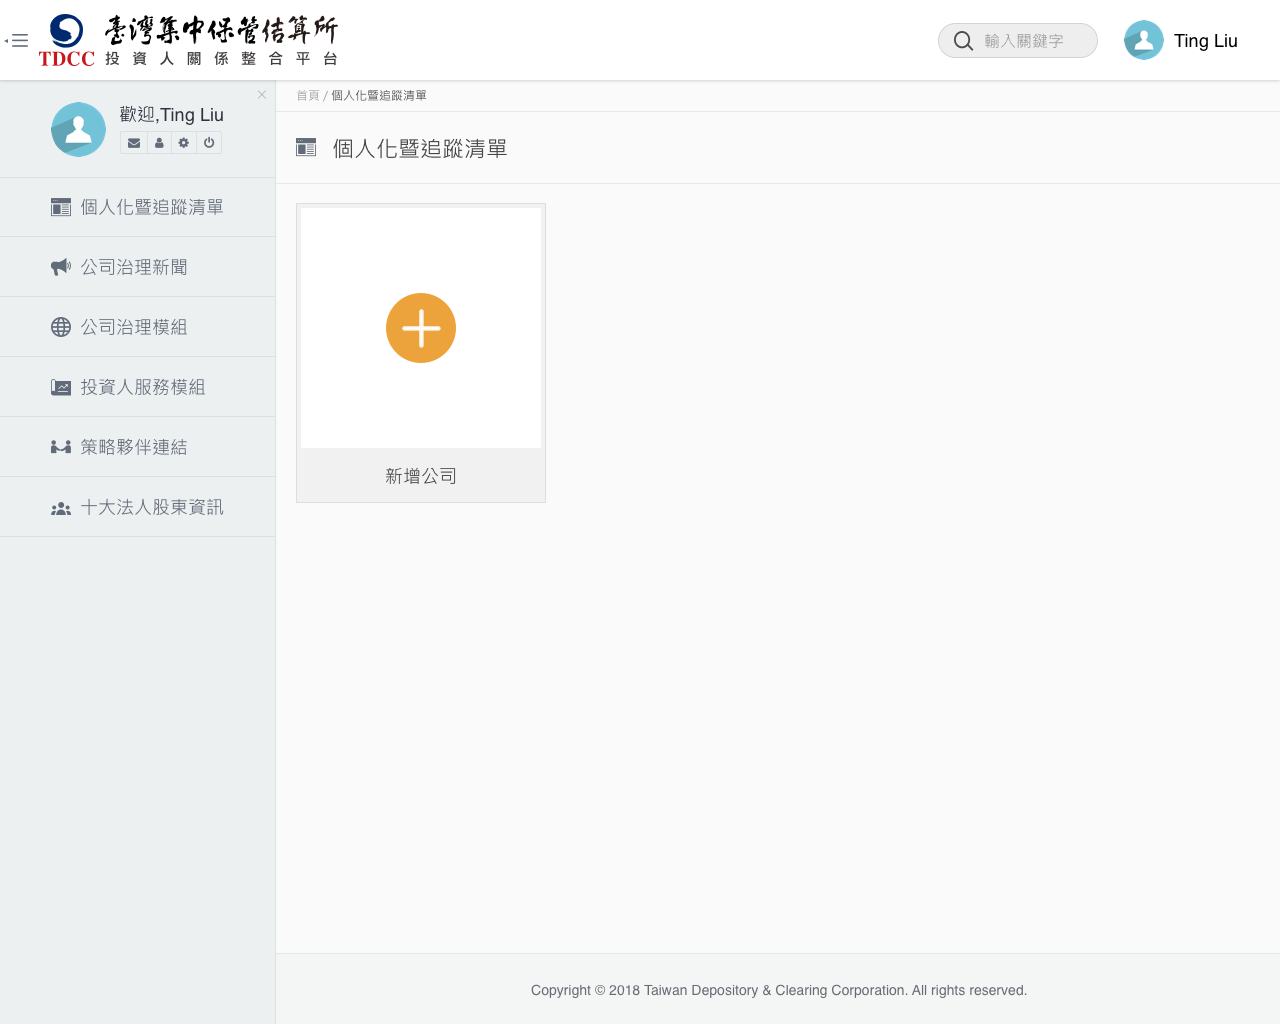 臺灣集中保管結算所
TDCC
投資人關係整合平台
輸入關鍵字
Ting Liu
歡迎,Ting Liu
首頁 / 個人化暨追蹤清單
個人化暨追蹤清單
個人化暨追蹤清單
公司治理新聞
公司治理模組
投資人服務模組
策略夥伴連結
十大法人股東資訊
新增公司
Copyright © 2018 Taiwan Depository & Clearing Corporation. All rights reserved.